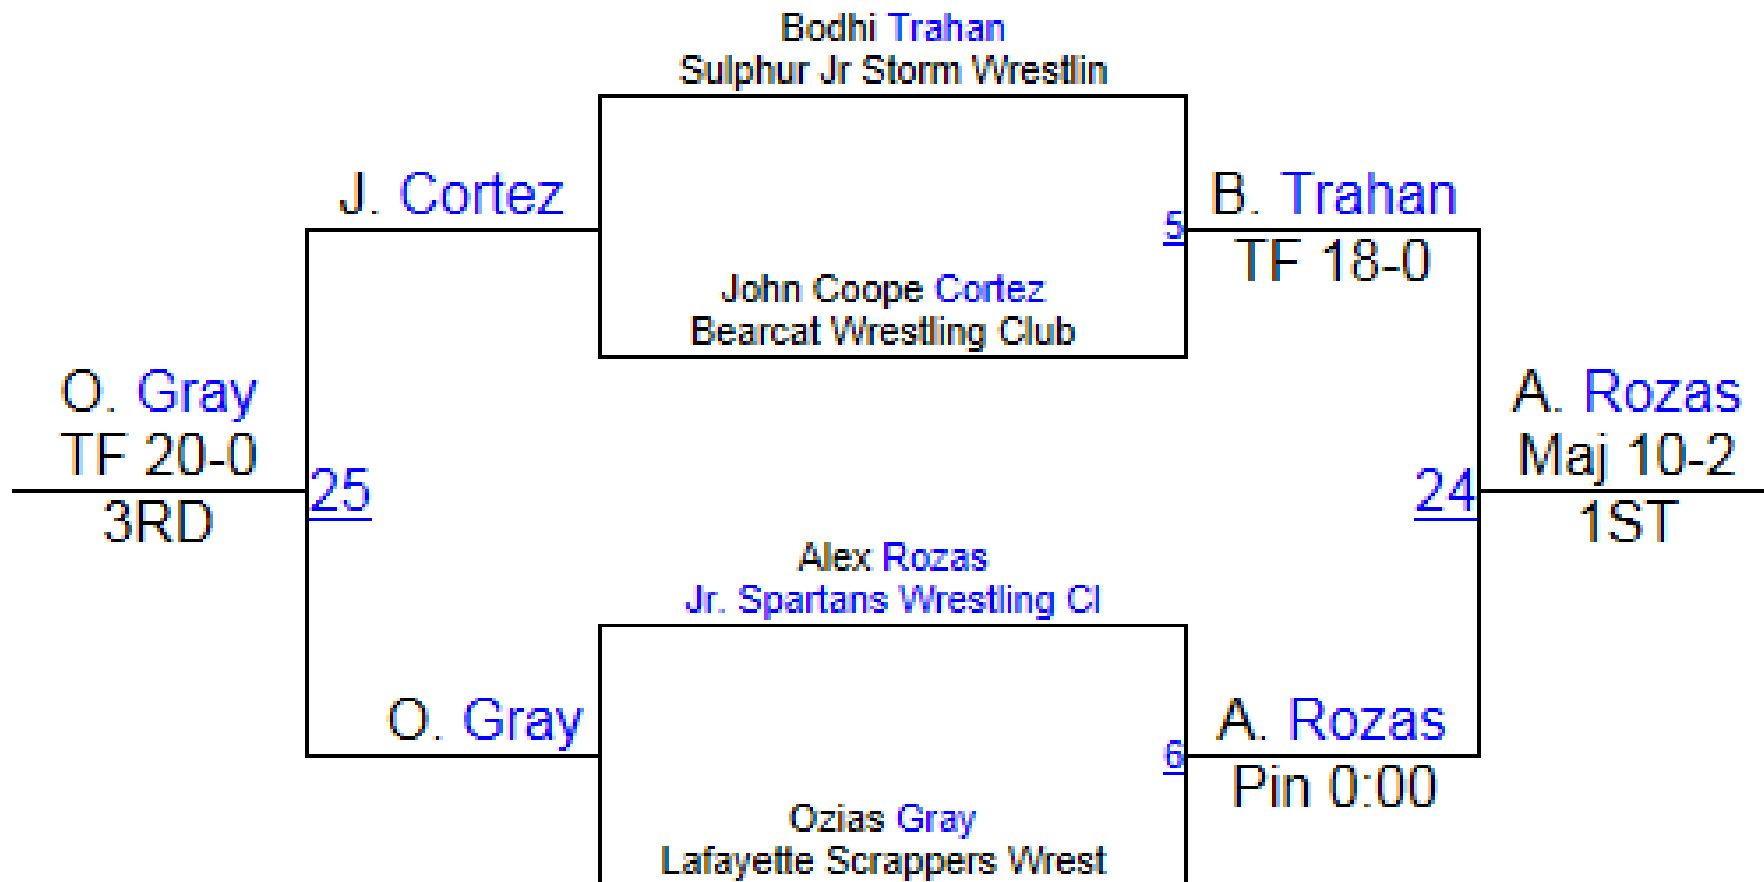 Bodhi Trahan
Sulphur Jr Storm Wrestlin
J. Cortez
5
B. Trahan
TF 18-0
John Coope Cortez
Bearcat Wrestling Club
O. Gray
TF 20-0
3RD
25
24
A. Rozas
Maj 10-2
1ST
Alex Rozas
Jr. Spartans Wrestling Cl
O. Gray
6
A. Rozas
Pin 0:00
Ozias Gray
Lafayette Scrappers Wrest